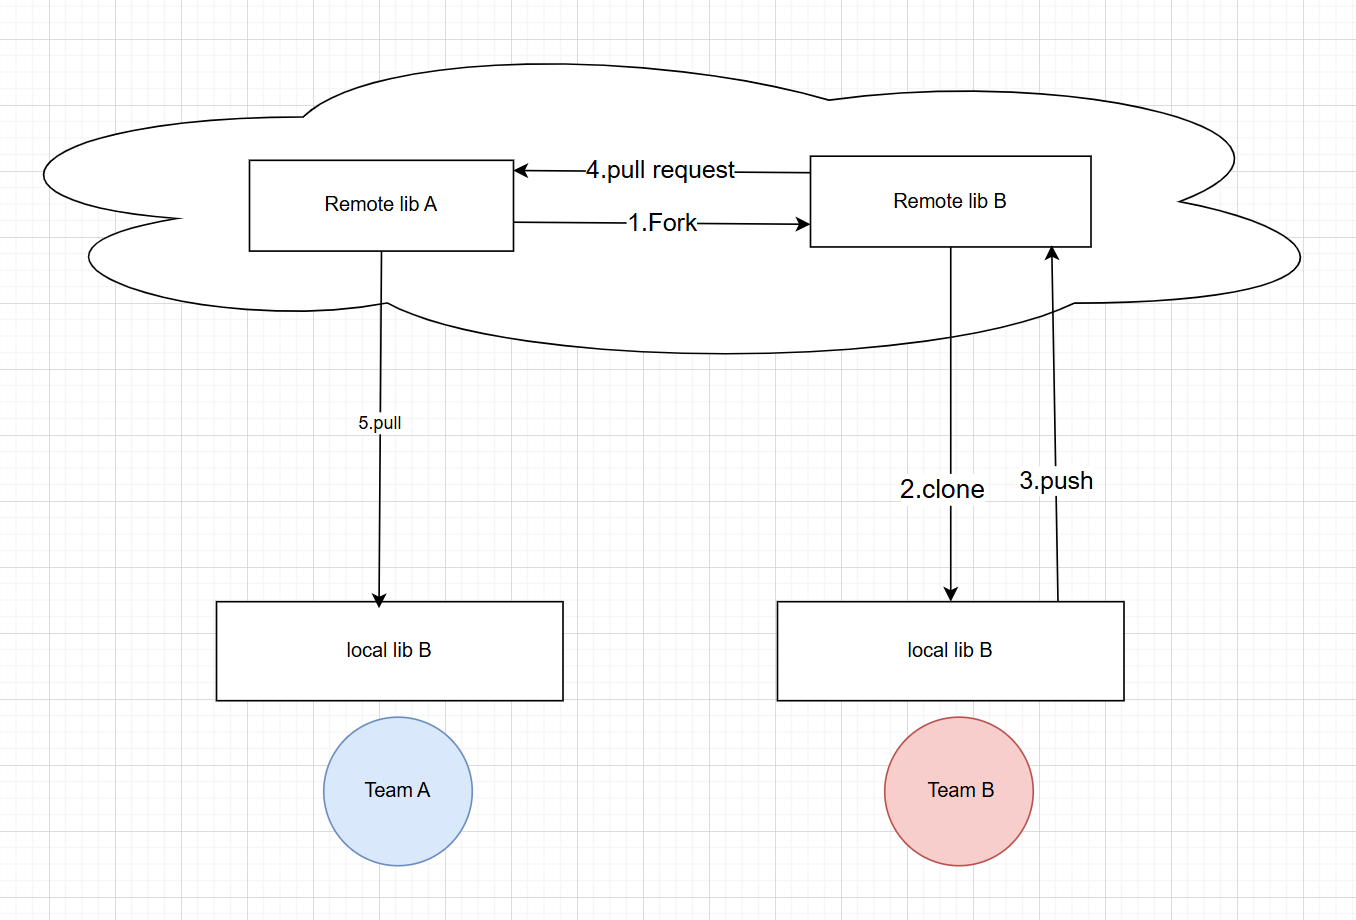 4.pull request
Remote lib A
Remote lib B
1.Fork
5.pull
2.clone
3.push
local lib B
local lib B
Team A
Team B